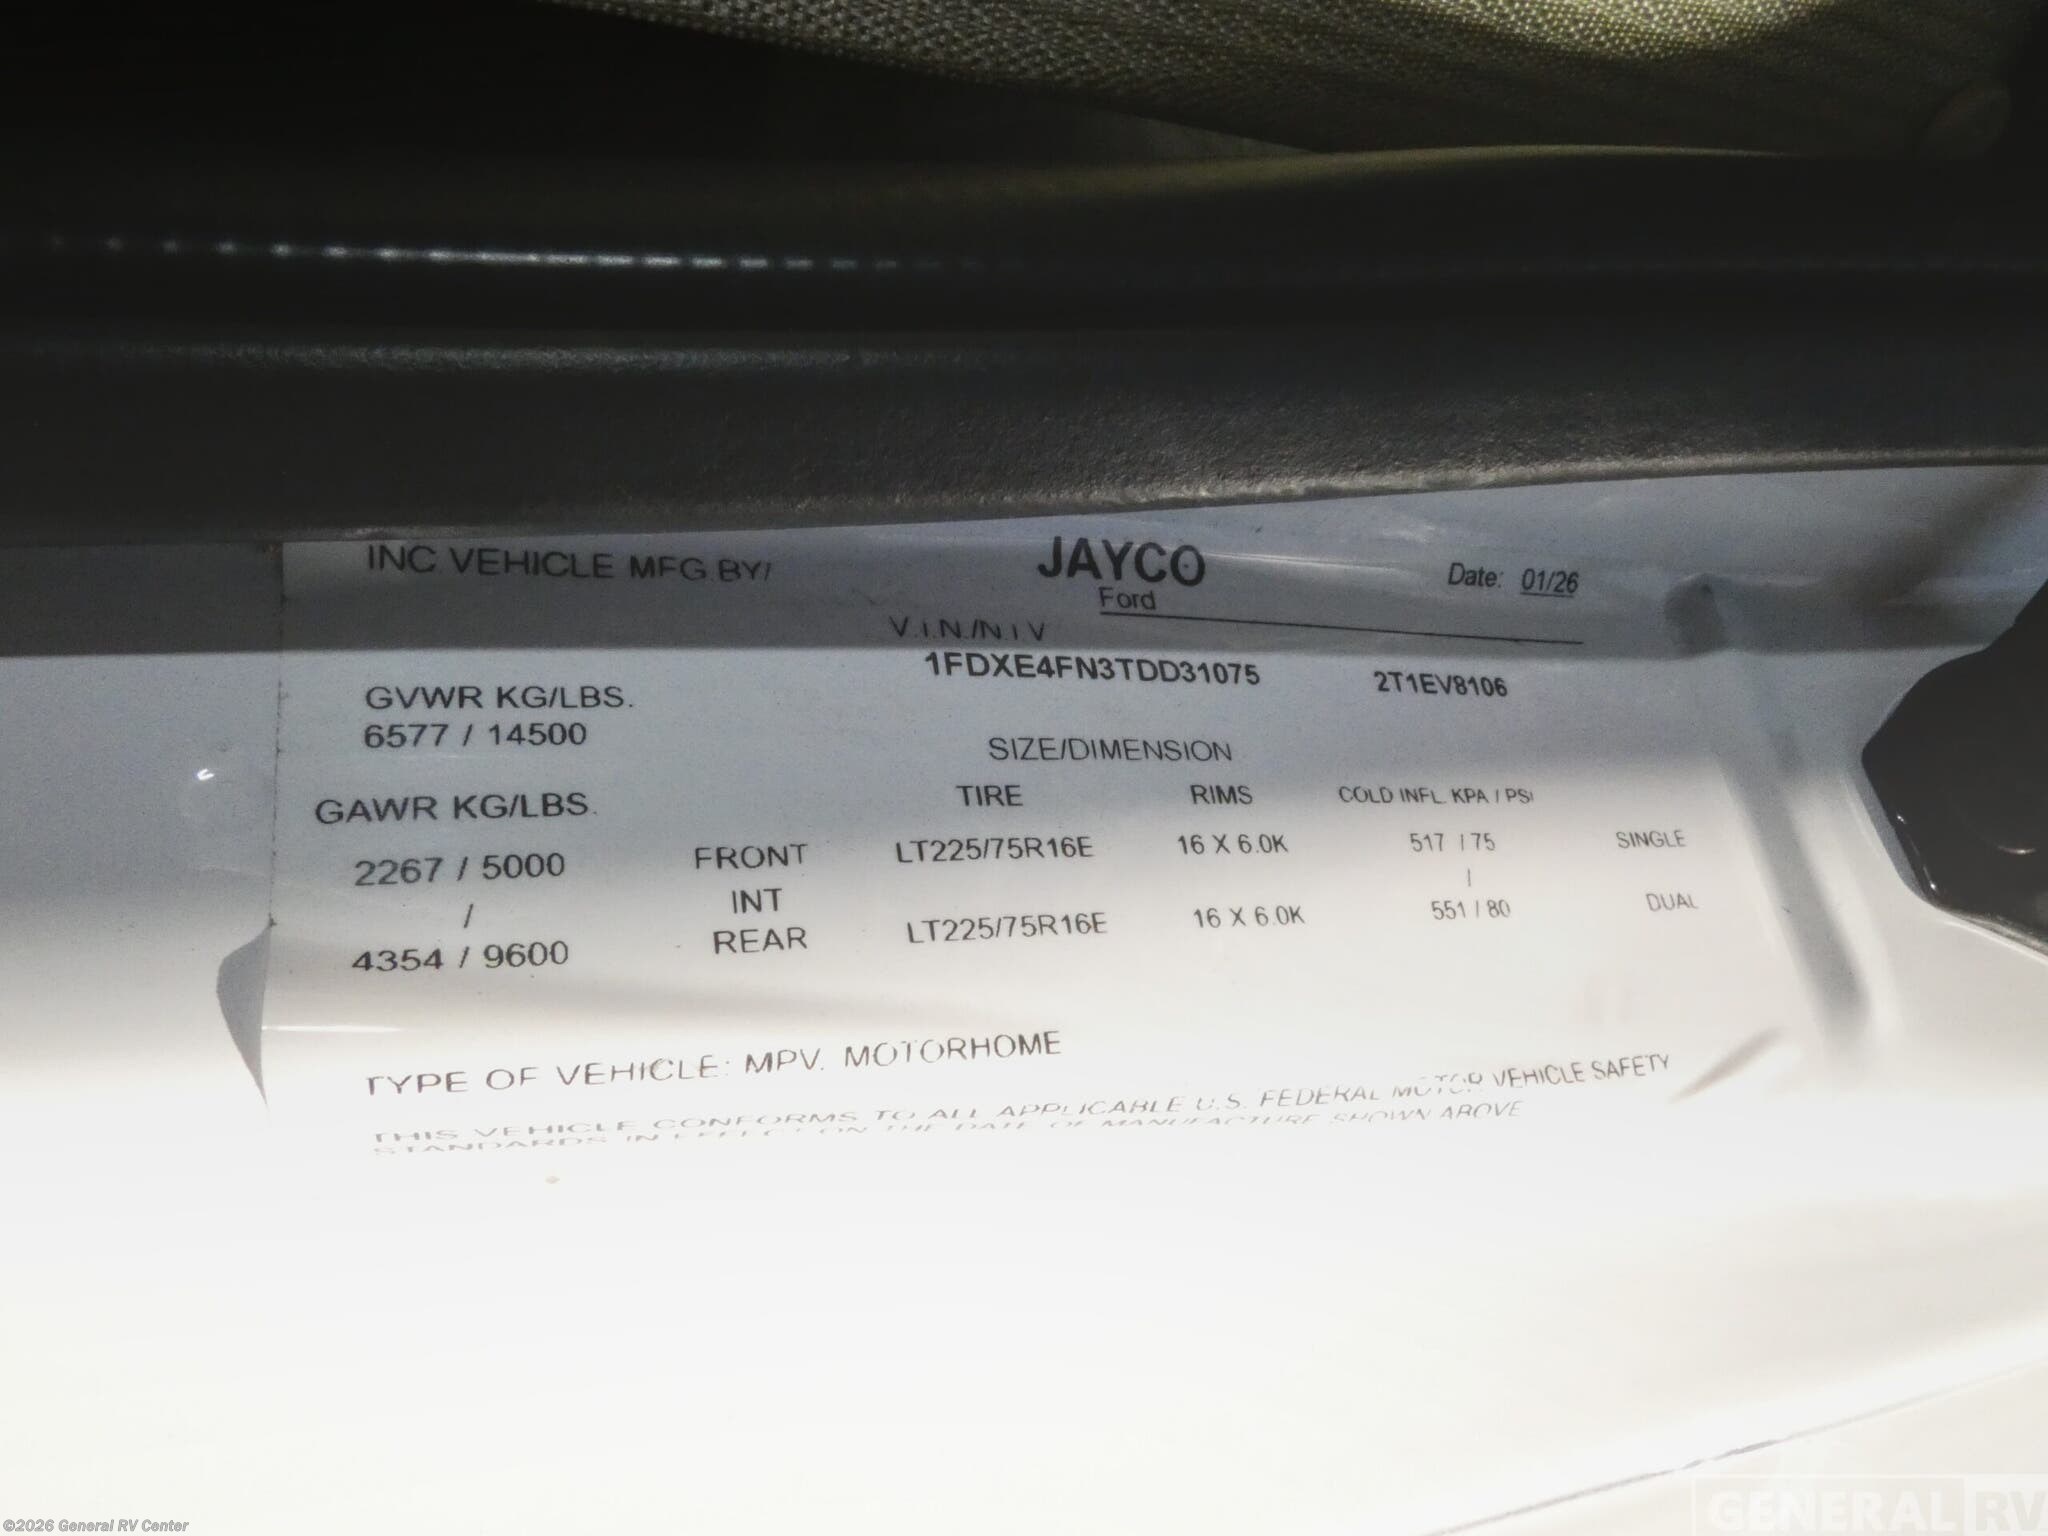 INC. VEHICLE MFG. BY/ JAYCO Date: 01/26
Ford
V.I.N./N.I.V
1FDXE4FN3TDD31075 2T1EV8106
GVWR KG/LBS.
6577 / 14500
SIZE/DIMENSION
GAWR KG/LBS. TIRE RIMS COLD INFL. KPA / PSI
2267 / 5000 FRONT LT225/75R16E 16 X 6.0K 517 / 75 SINGLE
/ INT /
4354 / 9600 REAR LT225/75R16E 16 X 6.0K 551 / 80 DUAL
TYPE OF VEHICLE: MPV. MOTORHOME
THIS VEHICLE CONFORMS TO ALL APPLICABLE U.S. FEDERAL MOTOR VEHICLE SAFETY
STANDARDS IN EFFECT ON THE DATE OF MANUFACTURE SHOWN ABOVE
©2026 General RV Center
GENERAL RV